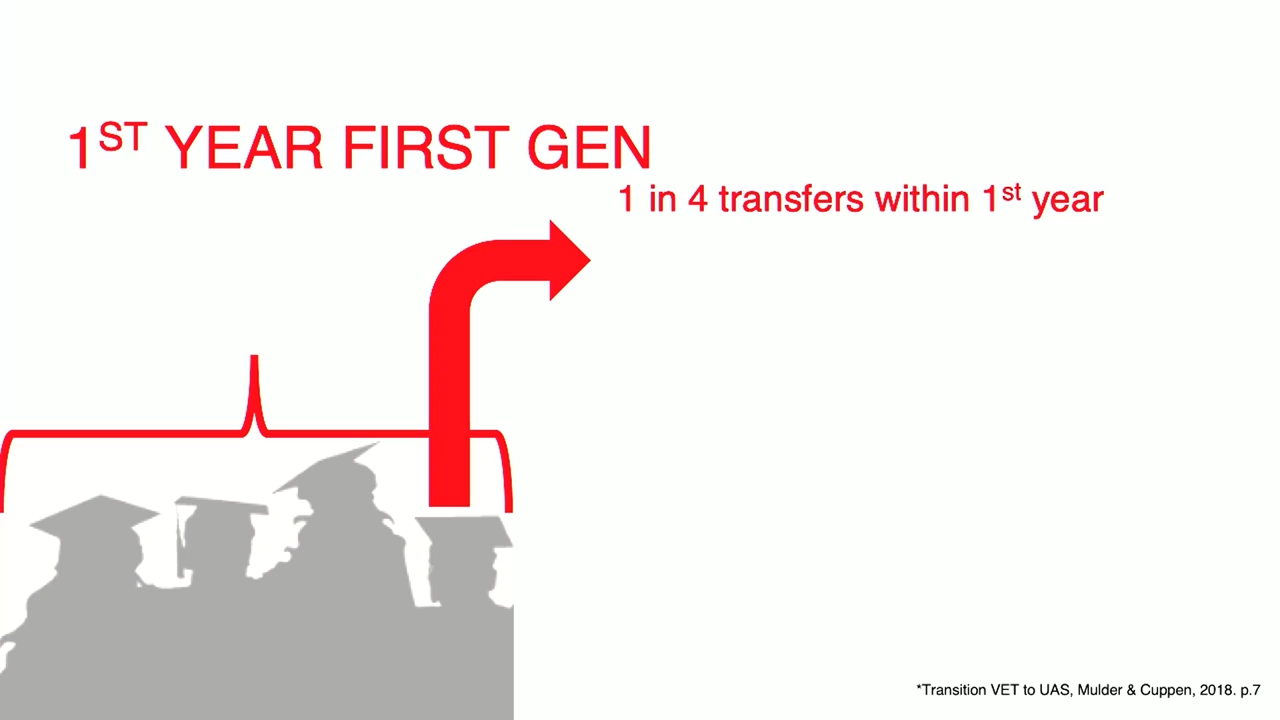 1ST YEAR FIRST GEN
1 in 4 transfers within 1st year
*Transition VET to UAS, Mulder & Cuppen, 2018. p.7